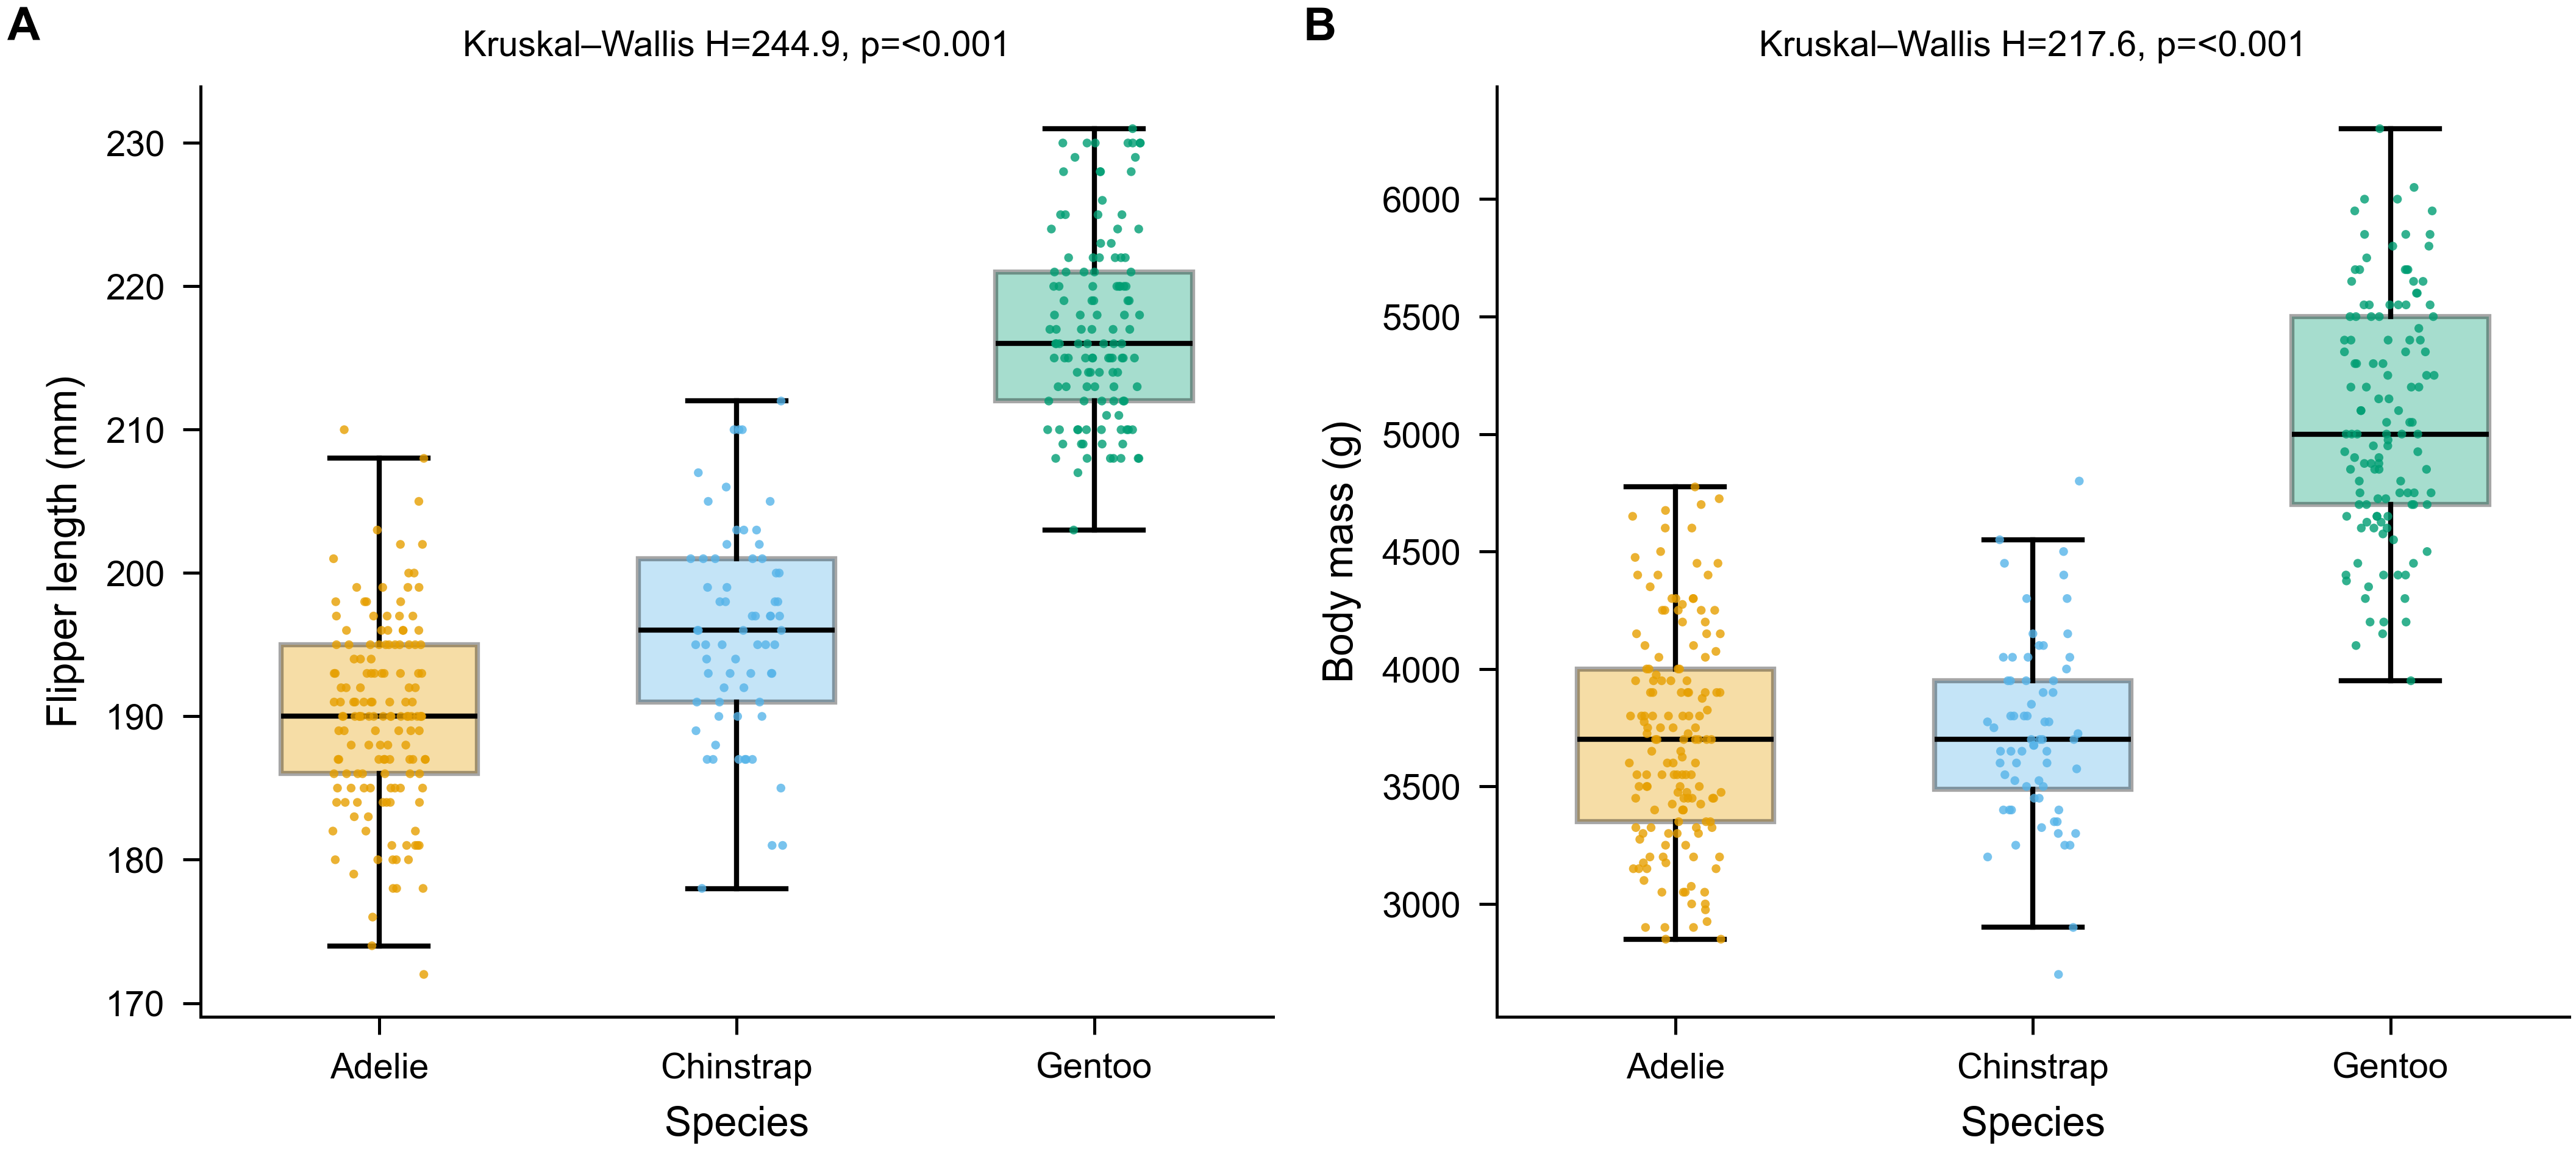 A
Kruskal–Wallis H=244.9, p=<0.001
Flipper length (mm)
230
220
210
200
190
180
170
Adelie
Chinstrap
Gentoo
Species
B
Kruskal–Wallis H=217.6, p=<0.001
Body mass (g)
6000
5500
5000
4500
4000
3500
3000
Adelie
Chinstrap
Gentoo
Species